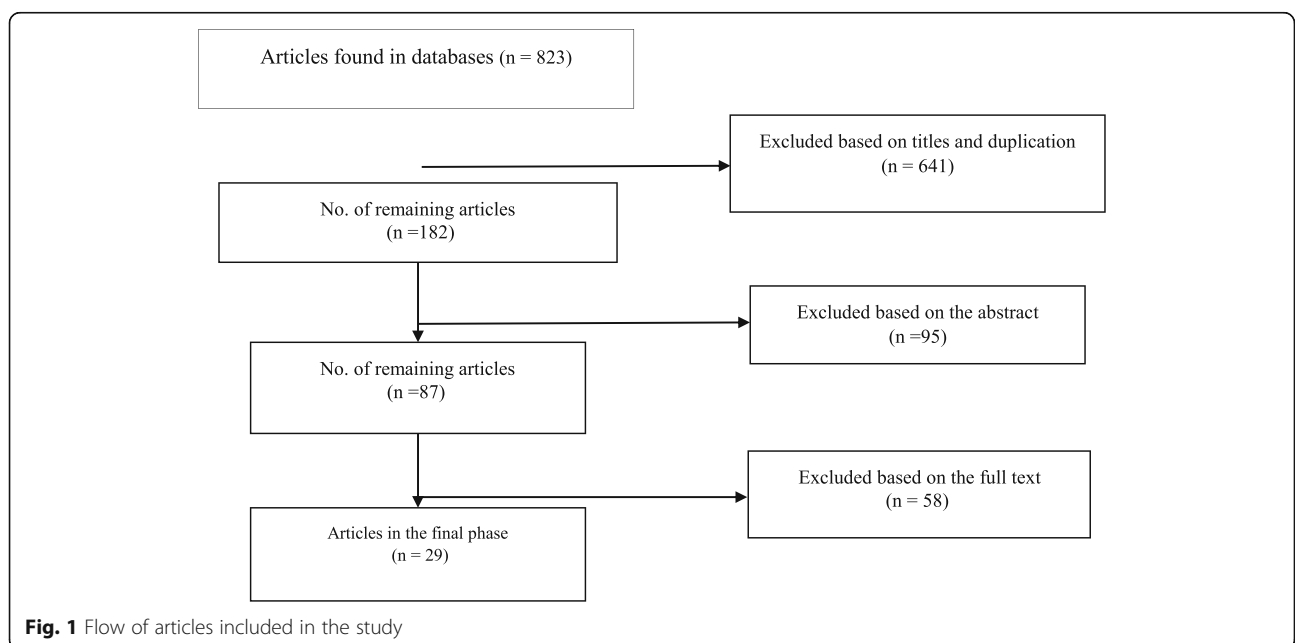 Articles found in databases (n = 823)
Excluded based on titles and duplication
(n = 641)
No. of remaining articles
(n =182)
Excluded based on the abstract
(n =95)
No. of remaining articles
(n =87)
Excluded based on the full text
(n = 58)
Articles in the final phase
(n = 29)
Fig. 1 Flow of articles included in the study